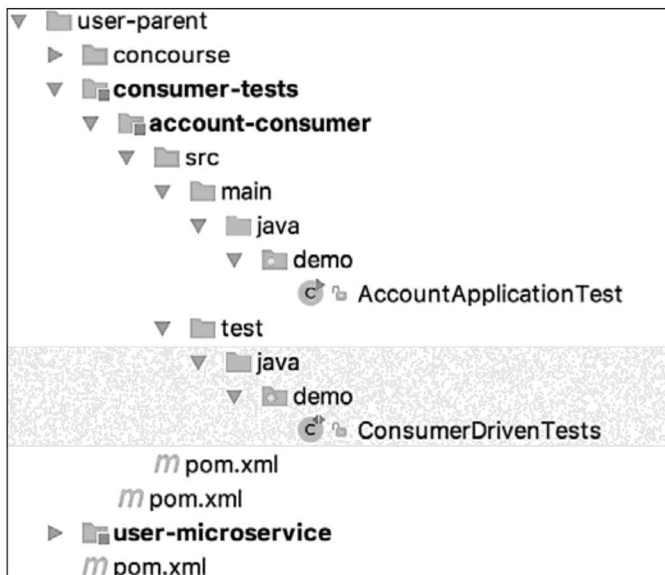 user-parent
concourse
consumer-tests
account-consumer
src
main
java
demo
AccountApplicationTest
test
java
demo
ConsumerDrivenTests
pom.xml
pom.xml
user-microservice
pom.xml